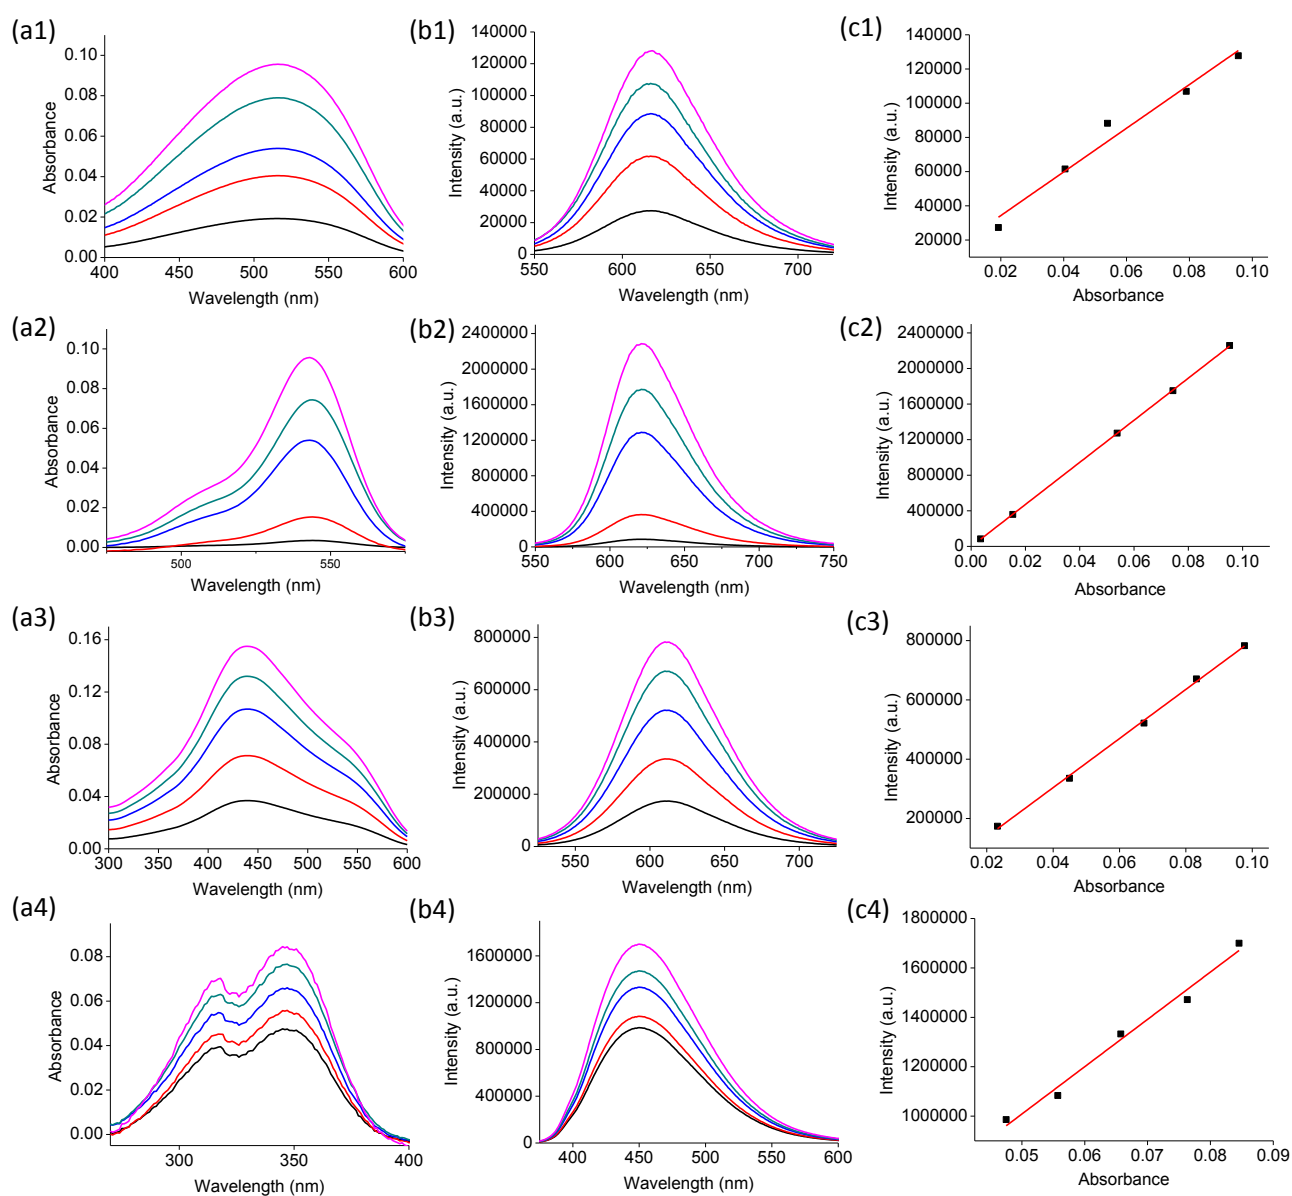 (a1)
0.10
0.08
0.06
0.04
0.02
0.00
400 450 500 550 600
Absorbance
Wavelength (nm)
(b1)
140000
120000
100000
80000
60000
40000
20000
0
550 600 650 700
Intensity (a.u.)
Wavelength (nm)
(c1)
140000
120000
100000
80000
60000
40000
20000
0.02 0.04 0.06 0.08 0.10
Intensity (a.u.)
Absorbance
(a2)
0.10
0.08
0.06
0.04
0.02
0.00
500 550
Absorbance
Wavelength (nm)
(b2)
2400000
2000000
1600000
1200000
800000
400000
0
550 600 650 700 750
Intensity (a.u.)
Wavelength (nm)
(c2)
2400000
2000000
1600000
1200000
800000
400000
0
0.00 0.02 0.04 0.06 0.08 0.10
Intensity (a.u.)
Absorbance
(a3)
0.16
0.12
0.08
0.04
0.00
300 350 400 450 500 550 600
Absorbance
Wavelength (nm)
(b3)
800000
600000
400000
200000
0
550 600 650 700
Intensity (a.u.)
Wavelength (nm)
(c3)
800000
600000
400000
200000
0.02 0.04 0.06 0.08 0.10
Intensity (a.u.)
Absorbance
(a4)
0.08
0.06
0.04
0.02
0.00
300 350 400
Absorbance
Wavelength (nm)
(b4)
1600000
1200000
800000
400000
0
400 450 500 550 600
Intensity (a.u.)
Wavelength (nm)
(c4)
1800000
1600000
1400000
1200000
1000000
0.05 0.06 0.07 0.08 0.09
Intensity (a.u.)
Absorbance